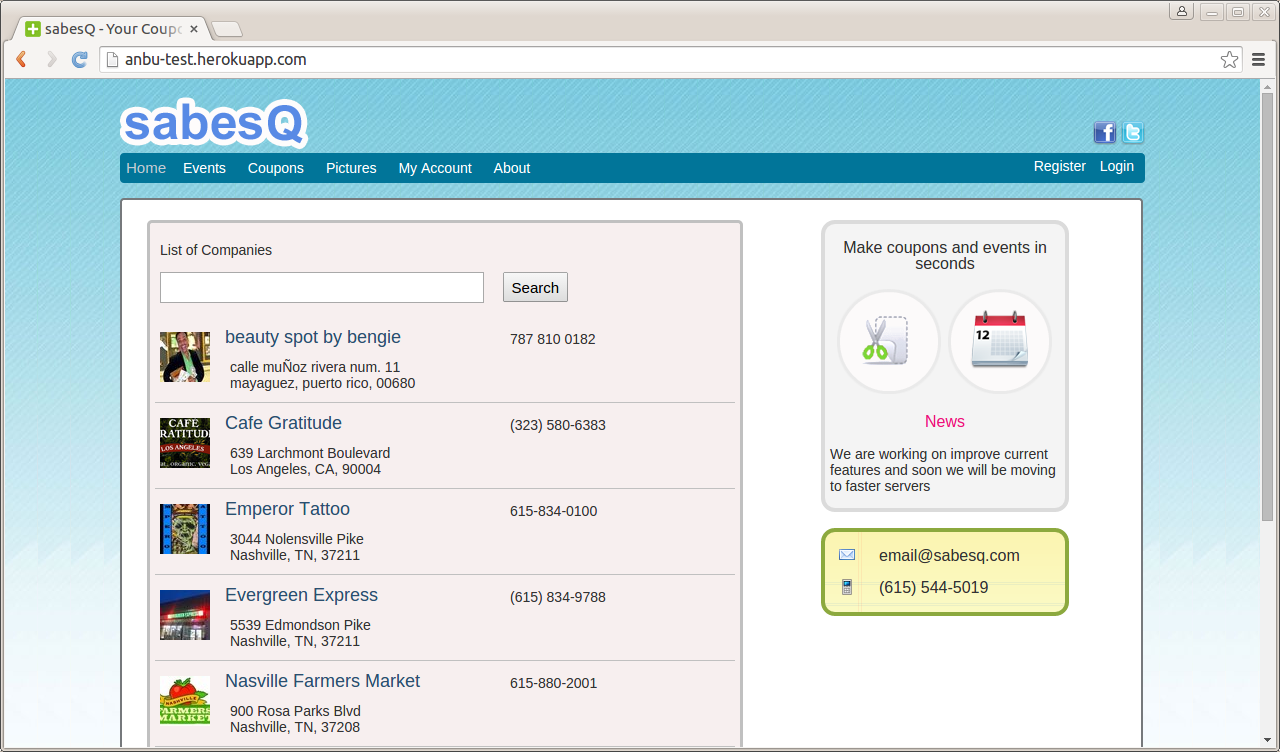 sabesQ - Your Coupo
anbu-test.herokuapp.com
sabesQ
Home Events Coupons Pictures My Account About Register Login
List of Companies
Search
beauty spot by bengie
787 810 0182
calle muÑoz rivera num. 11
mayaguez, puerto rico, 00680
CAFE
RATITUD
LOS ANGELES
Cafe Gratitude
(323) 580-6383
639 Larchmont Boulevard
Los Angeles, CA, 90004
Emperor Tattoo
615-834-0100
3044 Nolensville Pike
Nashville, TN, 37211
Evergreen Express
(615) 834-9788
5539 Edmondson Pike
Nashville, TN, 37211
NASHVILLE
FARMERS
MARKET
Nasville Farmers Market
615-880-2001
900 Rosa Parks Blvd
Nashville, TN, 37208
Make coupons and events in
seconds
12
News
We are working on improve current
features and soon we will be moving
to faster servers
email@sabesq.com
(615) 544-5019